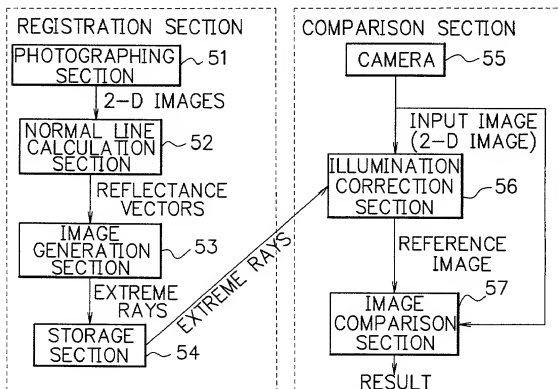 REGISTRATION SECTION
PHOTOGRAPHING
SECTION
51
2-D IMAGES
NORMAL LINE
CALCULATION
SECTION
52
REFLECTANCE
VECTORS
IMAGE
GENERATION
SECTION
53
EXTREME
RAYS
STORAGE
SECTION
54
EXTREME RAYS
COMPARISON SECTION
CAMERA
55
INPUT IMAGE
(2-D IMAGE)
ILLUMINATION
CORRECTION
SECTION
56
REFERENCE
IMAGE
57
IMAGE
COMPARISON
SECTION
RESULT